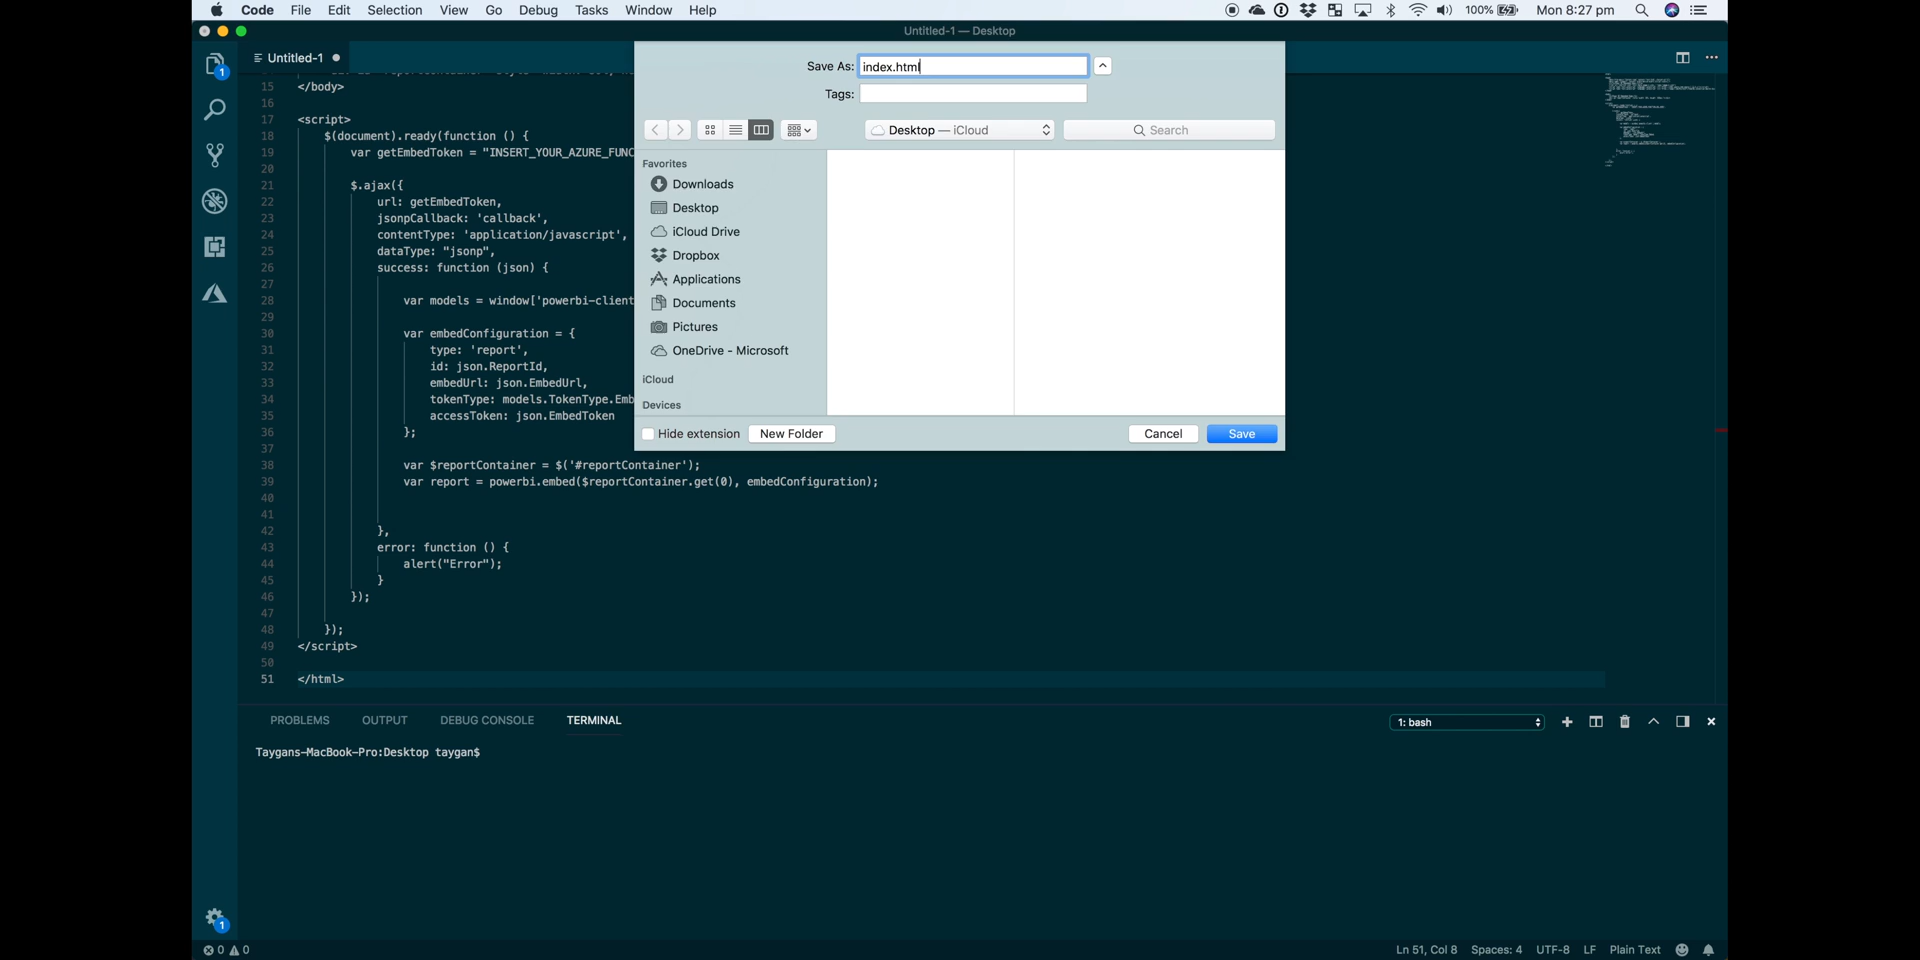 Code File Edit Selection View Go Debug Tasks Window Help
100% Mon 8:27 pm
Untitled-1 — Desktop
Untitled-1
1
Save As: index.html
Tags:
Desktop — iCloud
Search
Favorites
Downloads
Desktop
iCloud Drive
Dropbox
Applications
Documents
Pictures
OneDrive - Microsoft
iCloud
Devices
Hide extension New Folder Cancel Save
15 </body>
16
17 <script>
18 $(document).ready(function () {
19 var getEmbedToken = "INSERT_YOUR_AZURE_FUNC
20
21 $.ajax({
22 url: getEmbedToken,
23 jsonpCallback: 'callback',
24 contentType: 'application/javascript',
25 dataType: "jsonp",
26 success: function (json) {
27
28 var models = window['powerbi-client
29
30 var embedConfiguration = {
31 type: 'report',
32 id: json.ReportId,
33 embedUrl: json.EmbedUrl,
34 tokenType: models.TokenType.Emb
35 accessToken: json.EmbedToken
36 };
37
38 var $reportContainer = $('#reportContainer');
39 var report = powerbi.embed($reportContainer.get(0), embedConfiguration);
40
41
42 },
43 error: function () {
44 alert("Error");
45 }
46 });
47
48 });
49 </script>
50
51 </html>
PROBLEMS OUTPUT DEBUG CONSOLE TERMINAL
1: bash
Taygans-MacBook-Pro:Desktop taygan$
1
0 0 Ln 51, Col 8 Spaces: 4 UTF-8 LF Plain Text